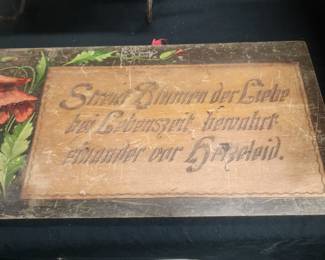 Streut Blumen der Liebe
bei Lebenszeit bewahrt
einander vor Herzeleid.